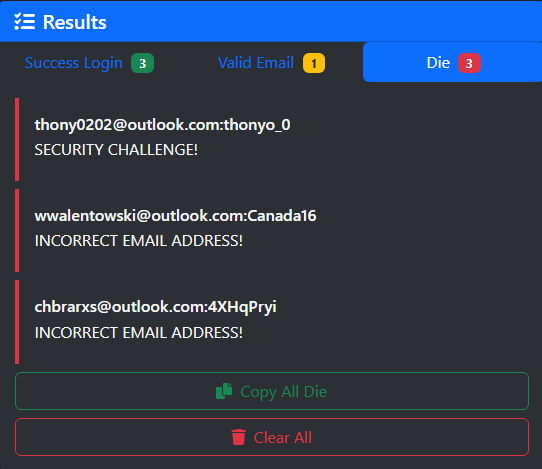 Results
Success Login 3
Valid Email 1
Die 3
thony0202@outlook.com:thonyo_0
SECURITY CHALLENGE!
wwalentowski@outlook.com:Canada16
INCORRECT EMAIL ADDRESS!
chbrarxs@outlook.com:4XHqPryi
INCORRECT EMAIL ADDRESS!
Copy All Die
Clear All